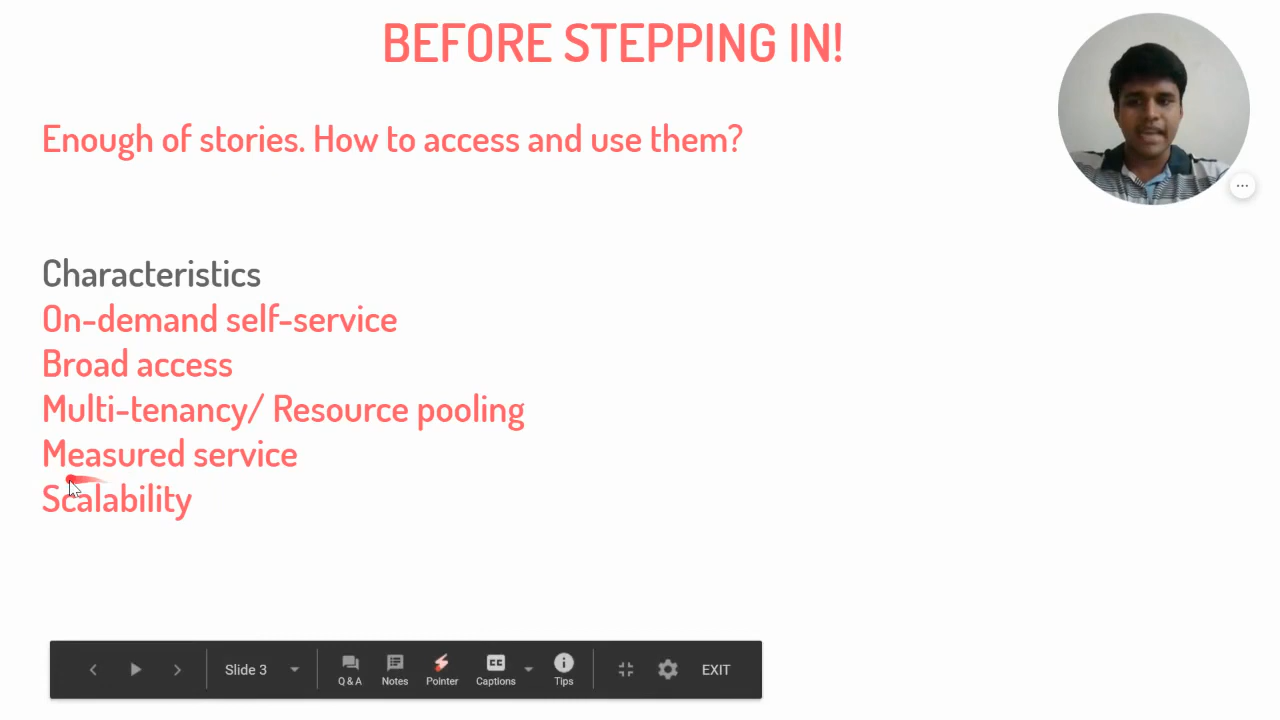 BEFORE STEPPING IN!
Enough of stories. How to access and use them?
Characteristics
On-demand self-service
Broad access
Multi-tenancy/ Resource pooling
Measured service
Scalability
Slide 3
Q & A
Notes
Pointer
CC
Captions
Tips
EXIT